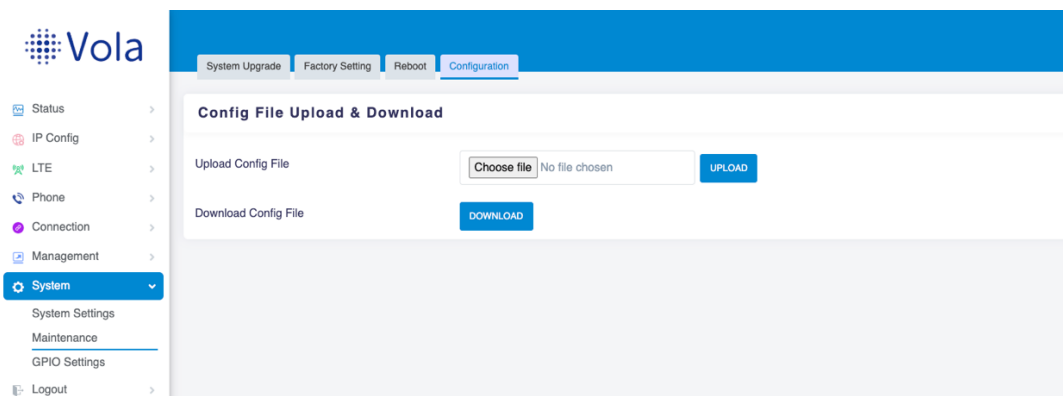 Vola
System Upgrade Factory Setting Reboot Configuration
Status
IP Config
LTE
Phone
Connection
Management
System
System Settings
Maintenance
GPIO Settings
Logout
Config File Upload & Download
Upload Config File Choose file No file chosen UPLOAD
Download Config File DOWNLOAD